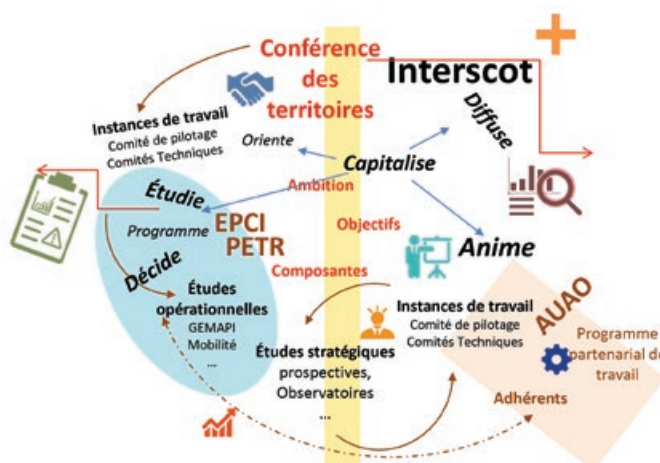 Conférence
des
territoires
Interscot
Instances de travail
Comité de pilotage
Comités Techniques
Oriente
Capitalise
Diffuse
Étudie
Ambition
Programme
EPCI
PETR
Objectifs
Anime
Décide
Composantes
Études
opérationnelles
GEMAPI
Mobilité
...
Études stratégiques
prospectives,
Observatoires
...
Instances de travail
Comité de pilotage
Comités Techniques
AUAO
Programme
partenarial de
travail
Adhérents